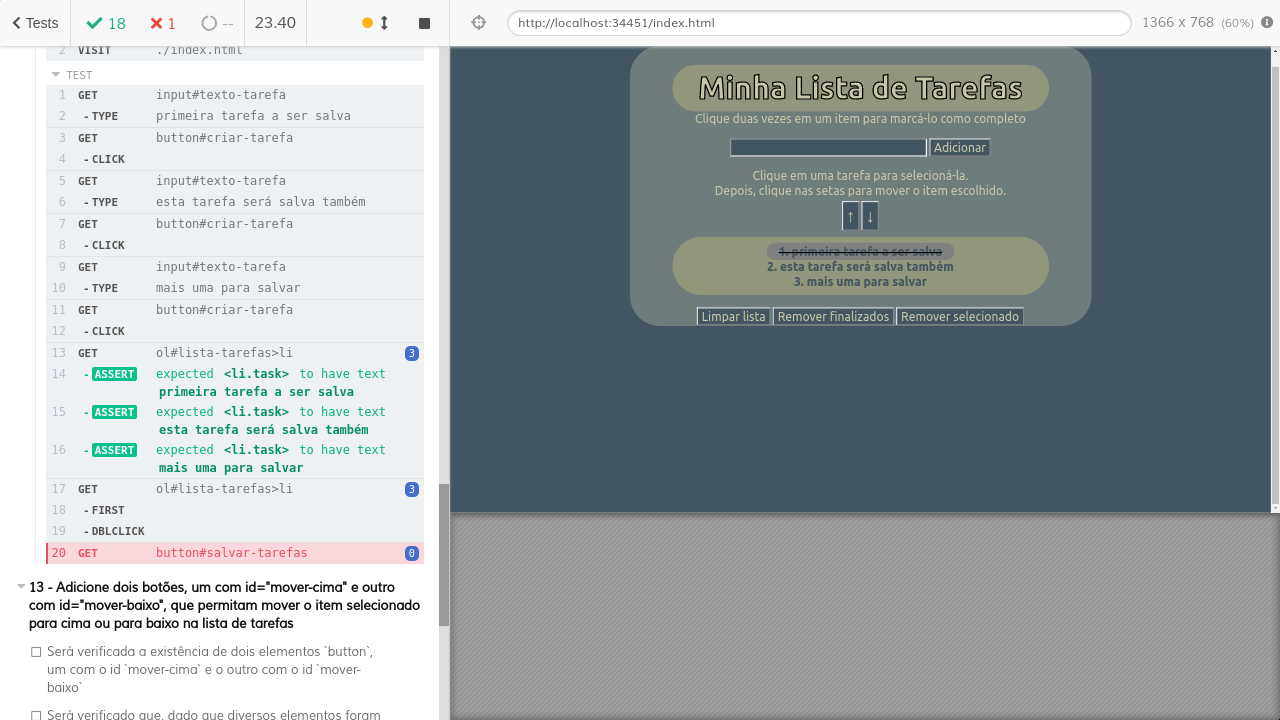 Tests
18
1
--
23.40
http://localhost:34451/index.html
1366 x 768 (60%)
2 VISIT ./index.html
TEST
1 GET input#texto-tarefa
2 -TYPE primeira tarefa a ser salva
3 GET button#criar-tarefa
4 -CLICK
5 GET input#texto-tarefa
6 -TYPE esta tarefa será salva também
7 GET button#criar-tarefa
8 -CLICK
9 GET input#texto-tarefa
10 -TYPE mais uma para salvar
11 GET button#criar-tarefa
12 -CLICK
13 GET ol#lista-tarefas>li 3
14 -ASSERT expected <li.task> to have text
primeira tarefa a ser salva
15 -ASSERT expected <li.task> to have text
esta tarefa será salva também
16 -ASSERT expected <li.task> to have text
mais uma para salvar
17 GET ol#lista-tarefas>li 3
18 -FIRST
19 -DBLCLICK
20 GET button#salvar-tarefas 0
13 - Adicione dois botões, um com id="mover-cima" e outro
com id="mover-baixo", que permitam mover o item selecionado
para cima ou para baixo na lista de tarefas
Será verificada a existência de dois elementos `button`,
um com o id `mover-cima` e o outro com o id `mover-
baixo`
Será verificado que, dado que diversos elementos foram
Minha Lista de Tarefas
Clique duas vezes em um item para marcá-lo como completo
Adicionar
Clique em uma tarefa para selecioná-la.
Depois, clique nas setas para mover o item escolhido.
↑ ↓
1. primeira tarefa a ser salva
2. esta tarefa será salva também
3. mais uma para salvar
Limpar lista Remover finalizados Remover selecionado